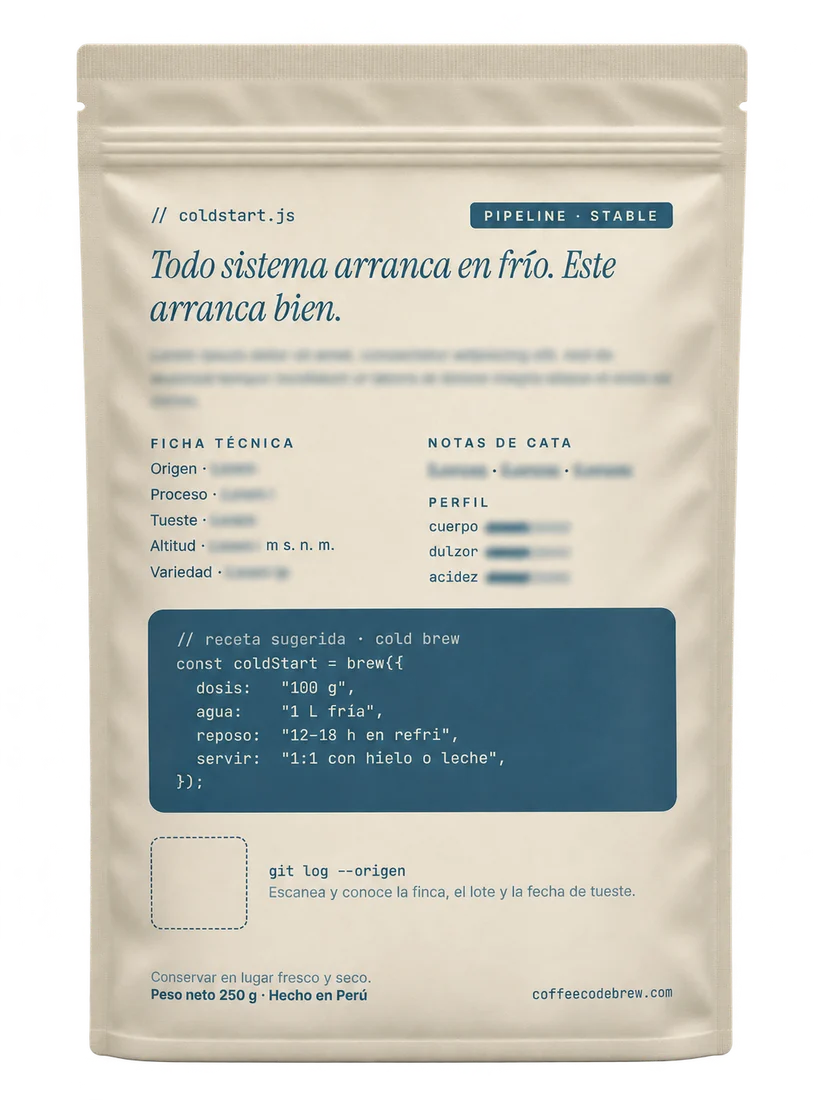 // coldstart.js
PIPELINE · STABLE
Todo sistema arranca en frío. Este
arranca bien.
FICHA TÉCNICA
Origen ·
Proceso ·
Tueste ·
Altitud · m s. n. m.
Variedad ·
NOTAS DE CATA
PERFIL
cuerpo
dulzor
acidez
// receta sugerida · cold brew
const coldStart = brew({
dosis: "100 g",
agua: "1 L fría",
reposo: "12–18 h en refri",
servir: "1:1 con hielo o leche",
});
git log --origen
Escanea y conoce la finca, el lote y la fecha de tueste.
Conservar en lugar fresco y seco.
Peso neto 250 g · Hecho en Perú
coffeecodebrew.com